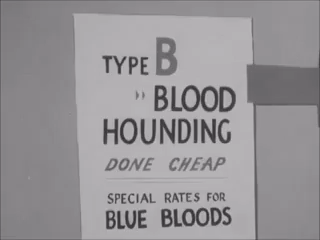 TYPE B
" BLOOD
HOUNDING
DONE CHEAP
SPECIAL RATES FOR
BLUE BLOODS